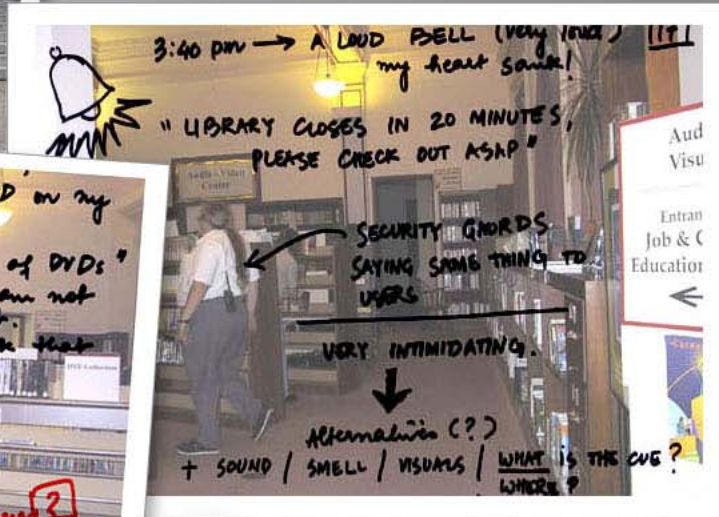 3:40 pm → A LOUD BELL (very loud)
my heart sank!
"LIBRARY CLOSES IN 20 MINUTES,
PLEASE CHECK OUT ASAP"
Audio - Video
Centre
SECURITY GAORDS
SAYING SAME THING TO
USERS
VERY INTIMIDATING.
Alternatives (?)
+ SOUND / SMELL / VISUALS / WHAT is THE CUE?
WHERE?
on my
of DVDs"
am not
that
DVD Collection
?
Aud
Visu
Entran
Job & C
Education